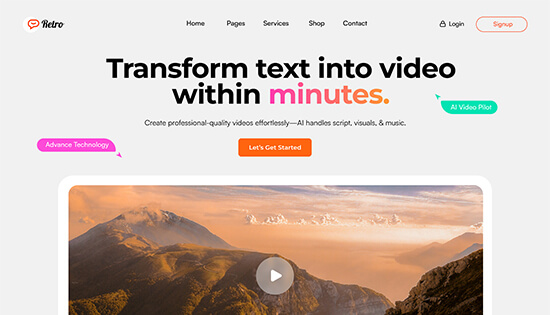 Retro
Home Pages Services Shop Contact
Login
Signup
Transform text into video
within minutes.
AI Video Pilot
Create professional-quality videos effortlessly—AI handles script, visuals, & music.
Advance Technology
Let's Get Started